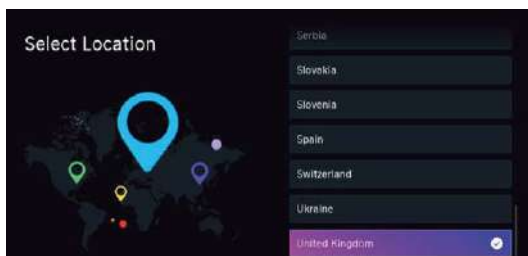 Select Location
Serbia
Slovakia
Slovenia
Spain
Switzerland
Ukraine
United Kingdom